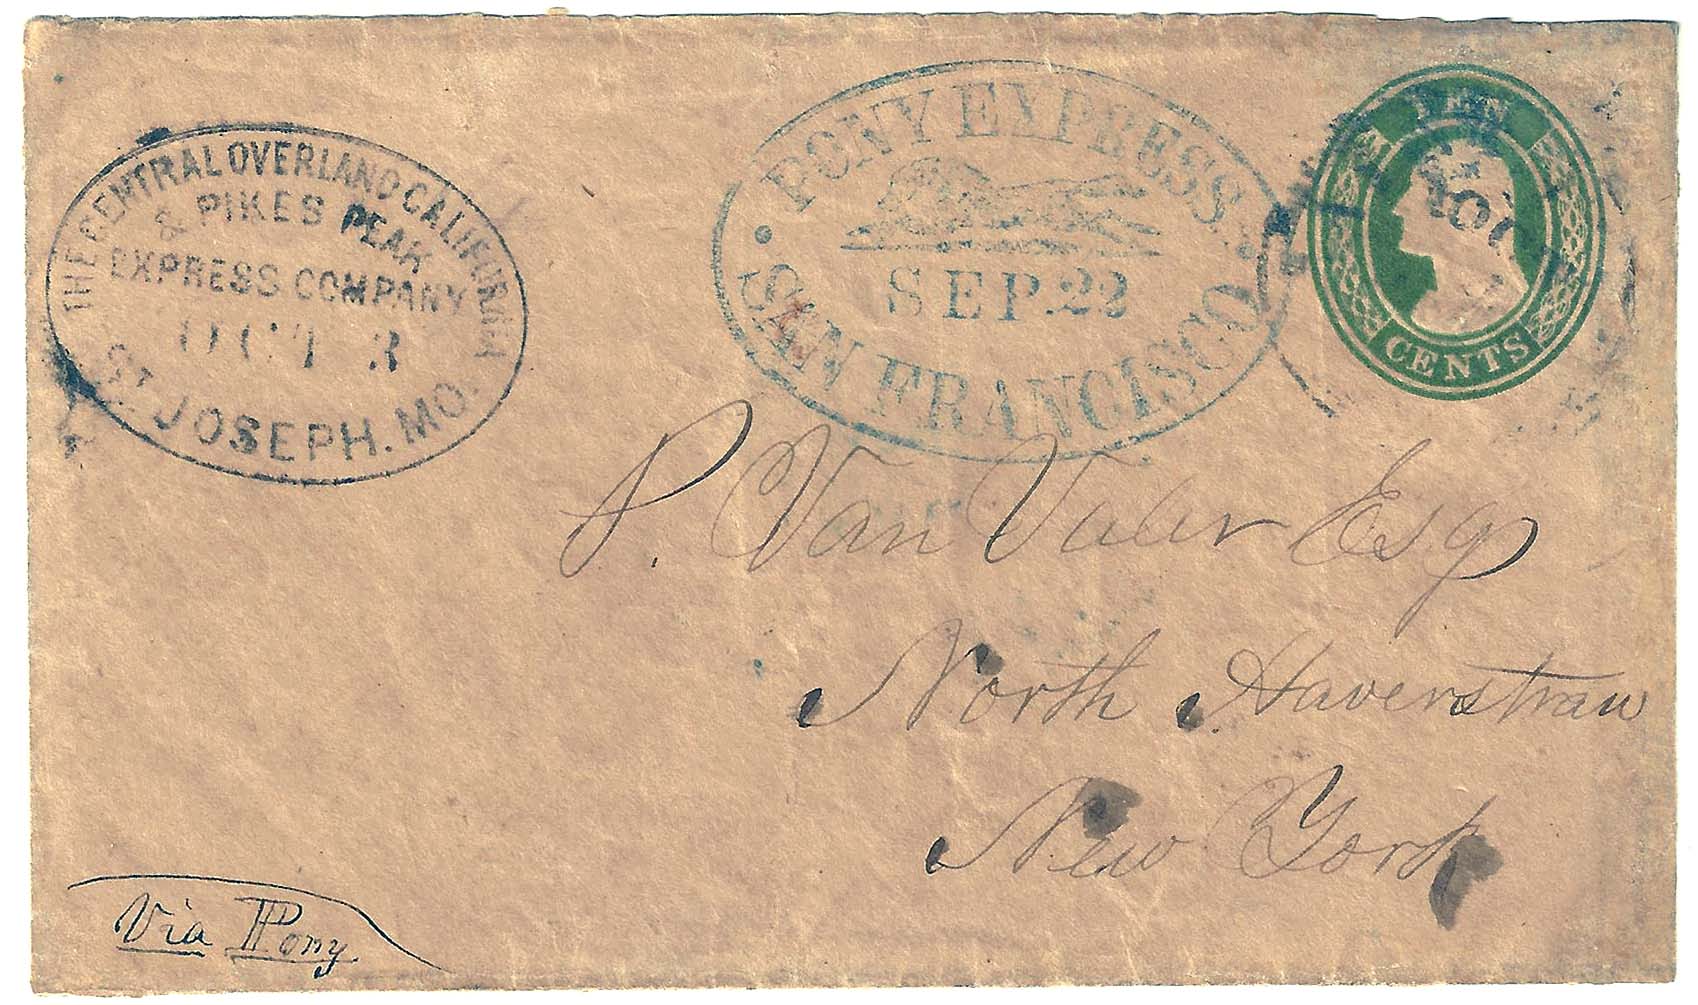 THE CENTRAL OVERLAND CALIFORNIA
& PIKES PEAK
EXPRESS COMPANY
OCT 3
ST JOSEPH. MO.
PONY EXPRESS
SEP. 23
SAN FRANCISCO
TEN
CENTS
P. Van Valer Esq
North Haverstraw
New York
Via Pony